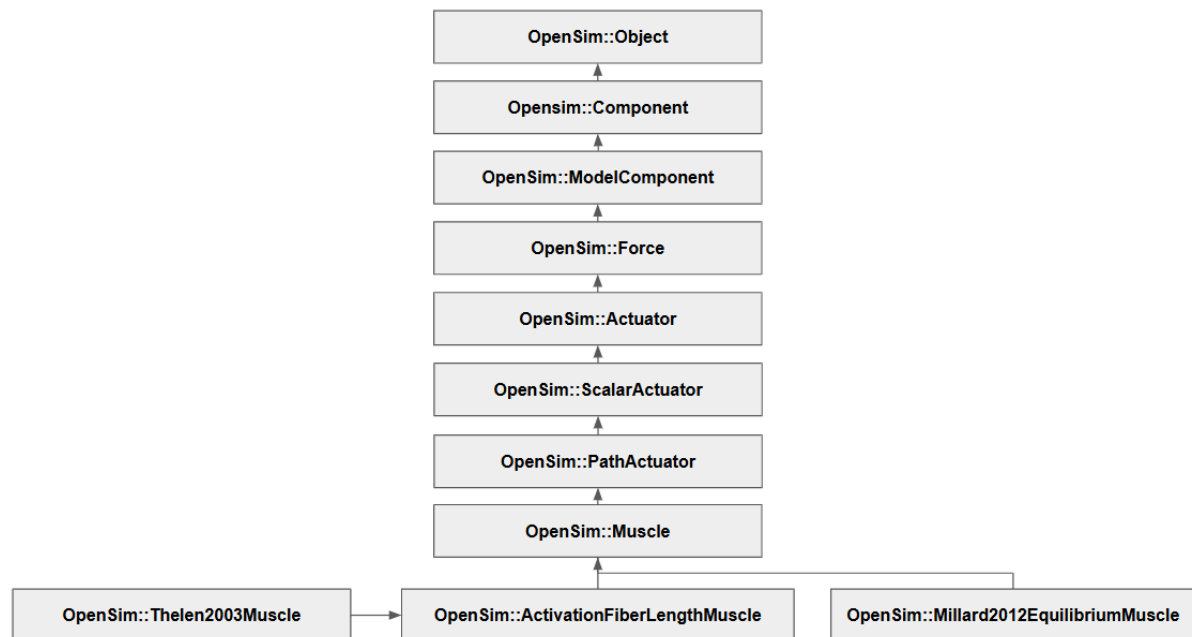 OpenSim::Object
Opensim::Component
OpenSim::ModelComponent
OpenSim::Force
OpenSim::Actuator
OpenSim::ScalarActuator
OpenSim::PathActuator
OpenSim::Muscle
OpenSim::Thelen2003Muscle
OpenSim::ActivationFiberLengthMuscle
OpenSim::Millard2012EquilibriumMuscle